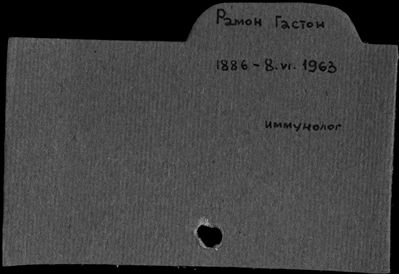 Рамон Гастон
1886 – 8.VI.1963
иммунолог